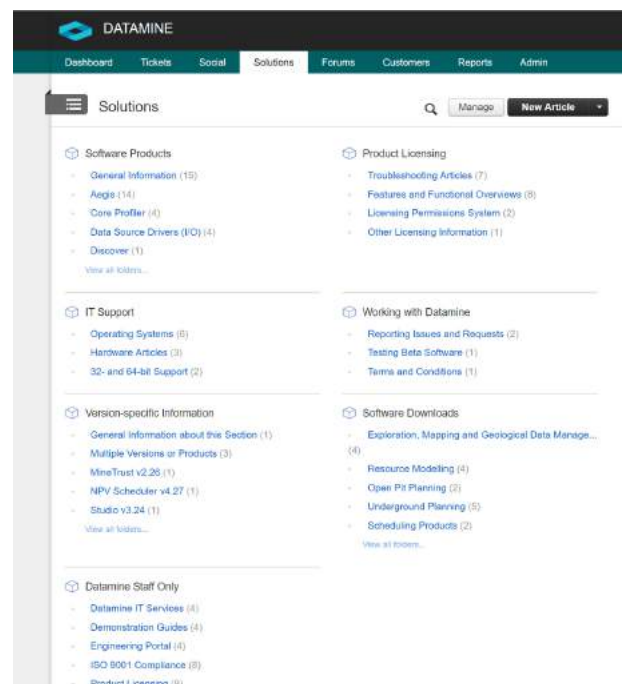 DATAMINE
Dashboard Tickets Social Solutions Forums Customers Reports Admin
Solutions
Manage New Article
Software Products
General Information (15)
Aegis (14)
Core Profiler (4)
Data Source Drivers (I/O) (4)
Discover (1)
View all folders...
Product Licensing
Troubleshooting Articles (7)
Features and Functional Overviews (8)
Licensing Permissions System (2)
Other Licensing Information (1)
IT Support
Operating Systems (6)
Hardware Articles (3)
32- and 64-bit Support (2)
Working with Datamine
Reporting Issues and Requests (2)
Testing Beta Software (1)
Terms and Conditions (1)
Version-specific Information
General Information about this Section (1)
Multiple Versions or Products (3)
MineTrust v2.26 (1)
NPV Scheduler v4.27 (1)
Studio v3.24 (1)
View all folders...
Software Downloads
Exploration, Mapping and Geological Data Manage...
(4)
Resource Modelling (4)
Open Pit Planning (2)
Underground Planning (5)
Scheduling Products (2)
View all folders...
Datamine Staff Only
Datamine IT Services (4)
Demonstration Guides (4)
Engineering Portal (4)
ISO 9001 Compliance (8)
Product Licensing